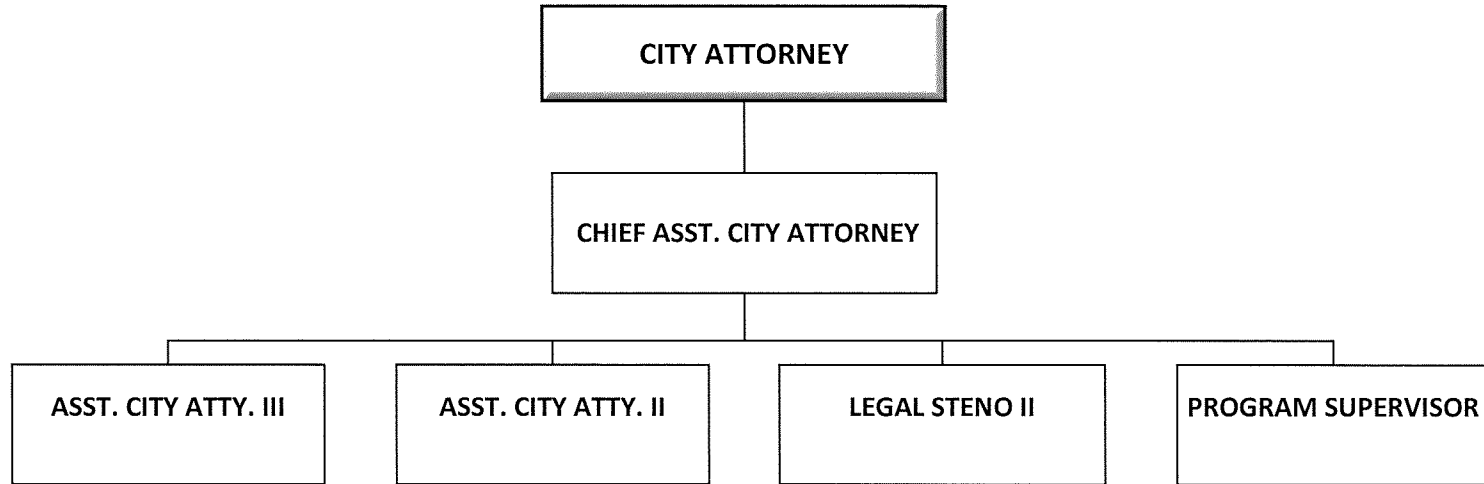 CITY ATTORNEY
CHIEF ASST. CITY ATTORNEY
ASST. CITY ATTY. III
ASST. CITY ATTY. II
LEGAL STENO II
PROGRAM SUPERVISOR